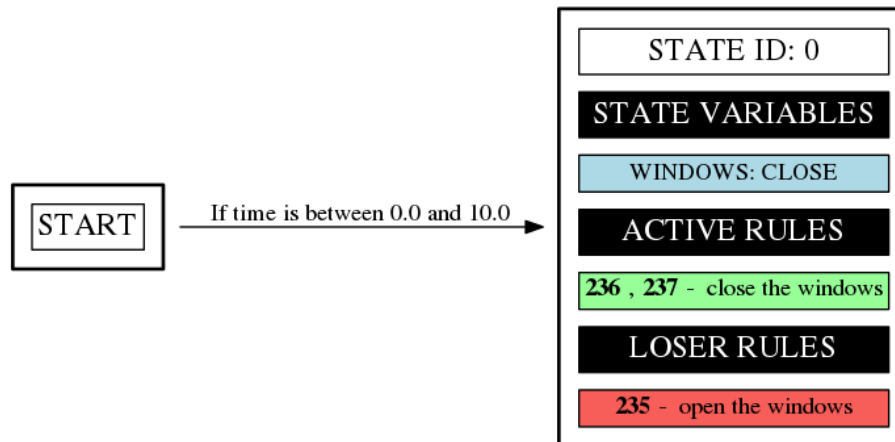 START
If time is between 0.0 and 10.0
STATE ID: 0
STATE VARIABLES
WINDOWS: CLOSE
ACTIVE RULES
236 , 237 - close the windows
LOSER RULES
235 - open the windows